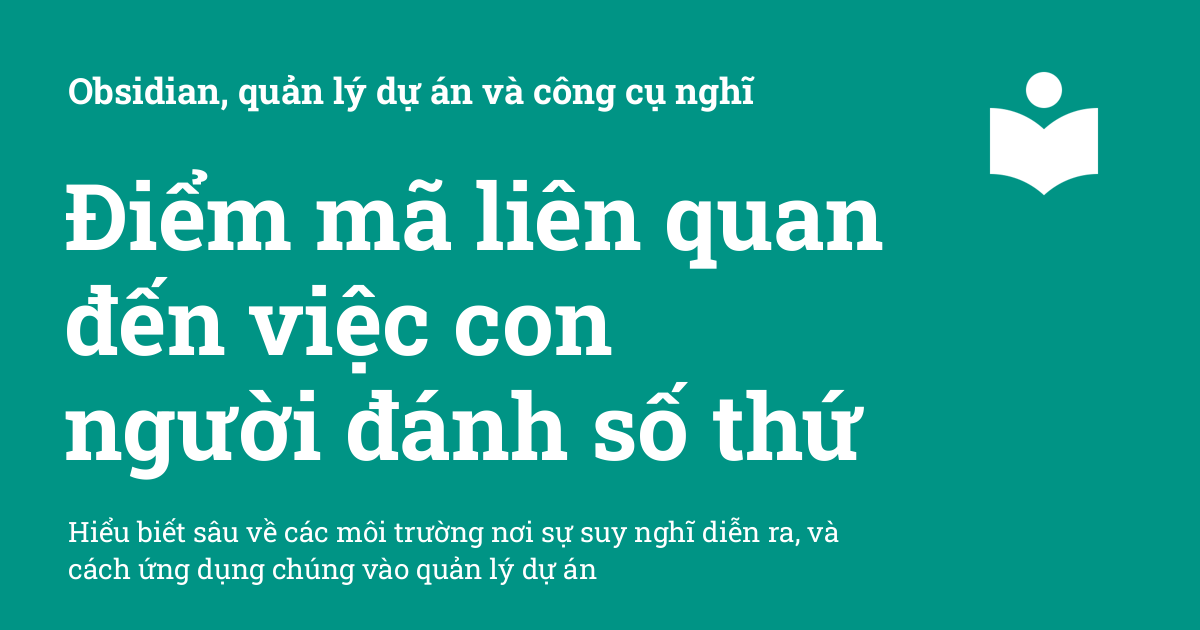 Obsidian, quản lý dự án và công cụ nghĩ
Điểm mã liên quan
đến việc con
người đánh số thứ
Hiểu biết sâu về các môi trường nơi sự suy nghĩ diễn ra, và
cách ứng dụng chúng vào quản lý dự án